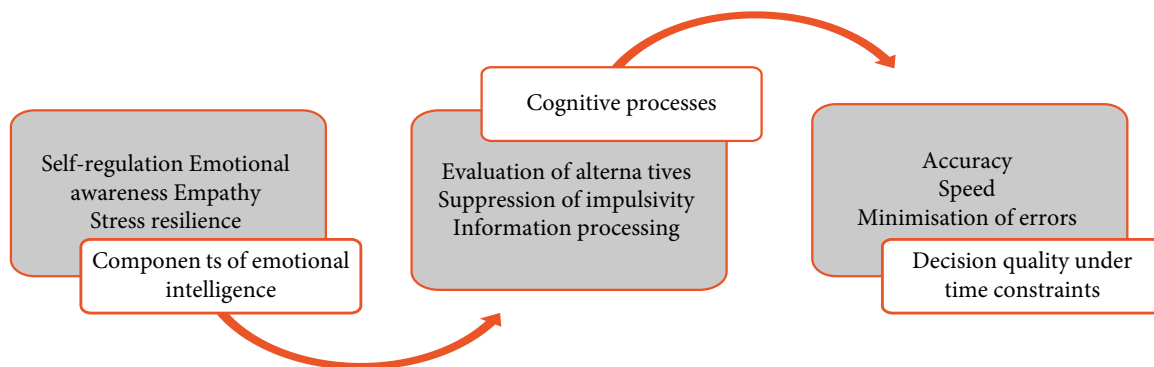 Self-regulation Emotional
awareness Empathy
Stress resilience
Componen ts of emotional
intelligence
Cognitive processes
Evaluation of alterna tives
Suppression of impulsivity
Information processing
Accuracy
Speed
Minimisation of errors
Decision quality under
time constraints